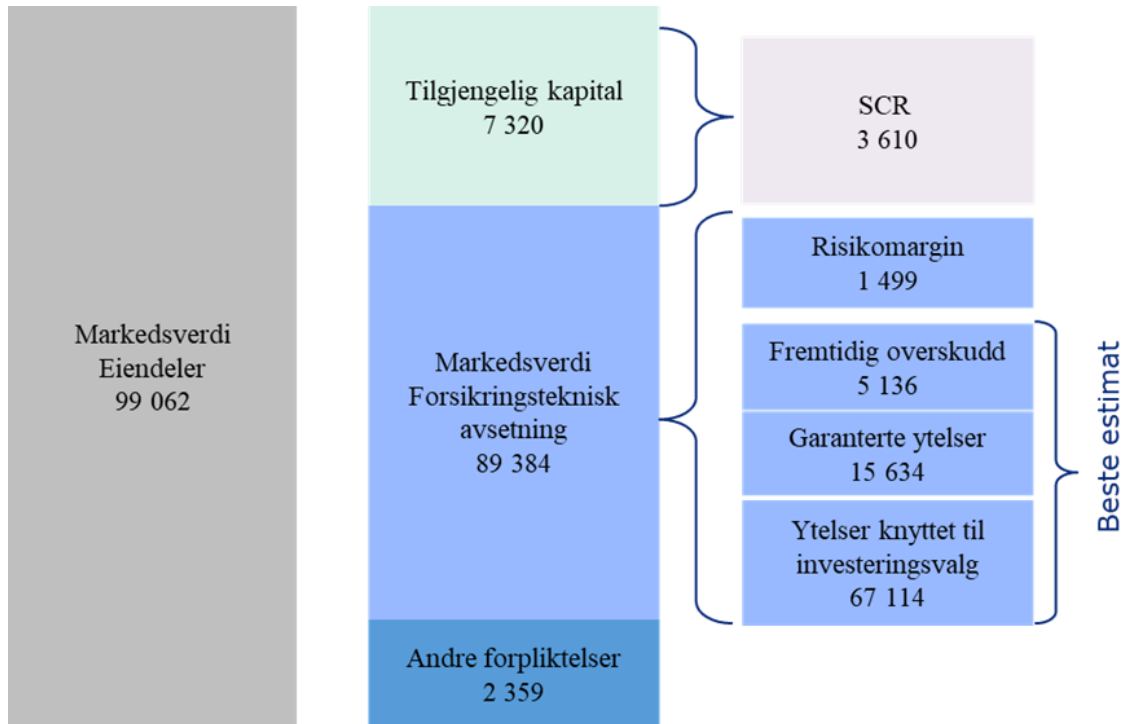 Markedsverdi
Eiendeler
99 062
Tilgjengelig kapital
7 320
Markedsverdi
Forsikringsteknisk
avsetning
89 384
Andre forpliktelser
2 359
SCR
3 610
Risikomargin
1 499
Fremtidig overskudd
5 136
Garanterte ytelser
15 634
Ytelser knyttet til
investeringsvalg
67 114
Beste estimat